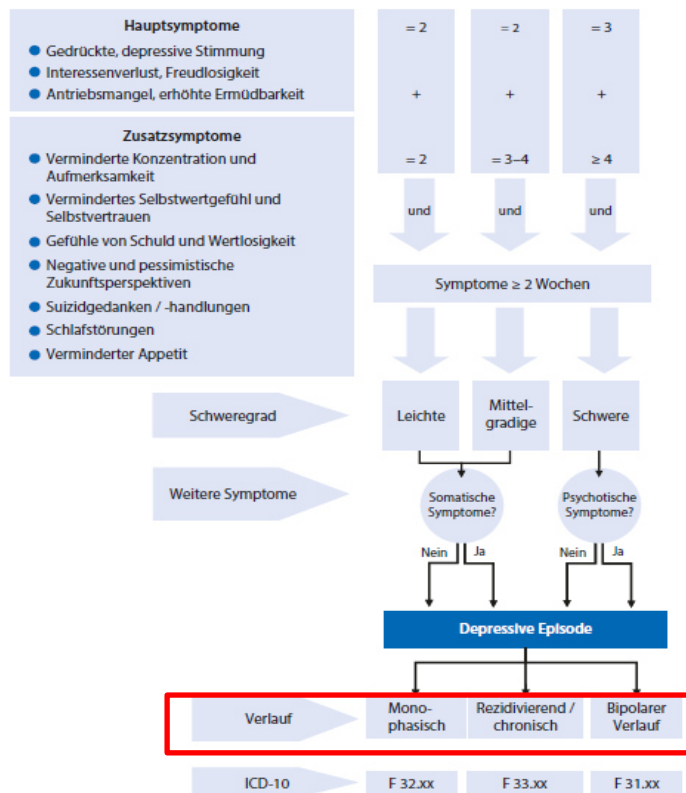 Hauptsymptome
Gedrückte, depressive Stimmung
Interessenverlust, Freudlosigkeit
Antriebsmangel, erhöhte Ermüdbarkeit
= 2
= 2
= 3
+
+
+
Zusatzsymptome
Verminderte Konzentration und
Aufmerksamkeit
Vermindertes Selbstwertgefühl und
Selbstvertrauen
Gefühle von Schuld und Wertlosigkeit
Negative und pessimistische
Zukunftsperspektiven
Suizidgedanken / -handlungen
Schlafstörungen
Verminderter Appetit
= 2
= 3–4
≥ 4
und
und
und
Symptome ≥ 2 Wochen
Schweregrad
Leichte
Mittel-
gradige
Schwere
Weitere Symptome
Somatische
Symptome?
Psychotische
Symptome?
Nein
Ja
Nein
Ja
Depressive Episode
Verlauf
Mono-
phasisch
Rezidivierend /
chronisch
Bipolarer
Verlauf
ICD-10
F 32.xx
F 33.xx
F 31.xx